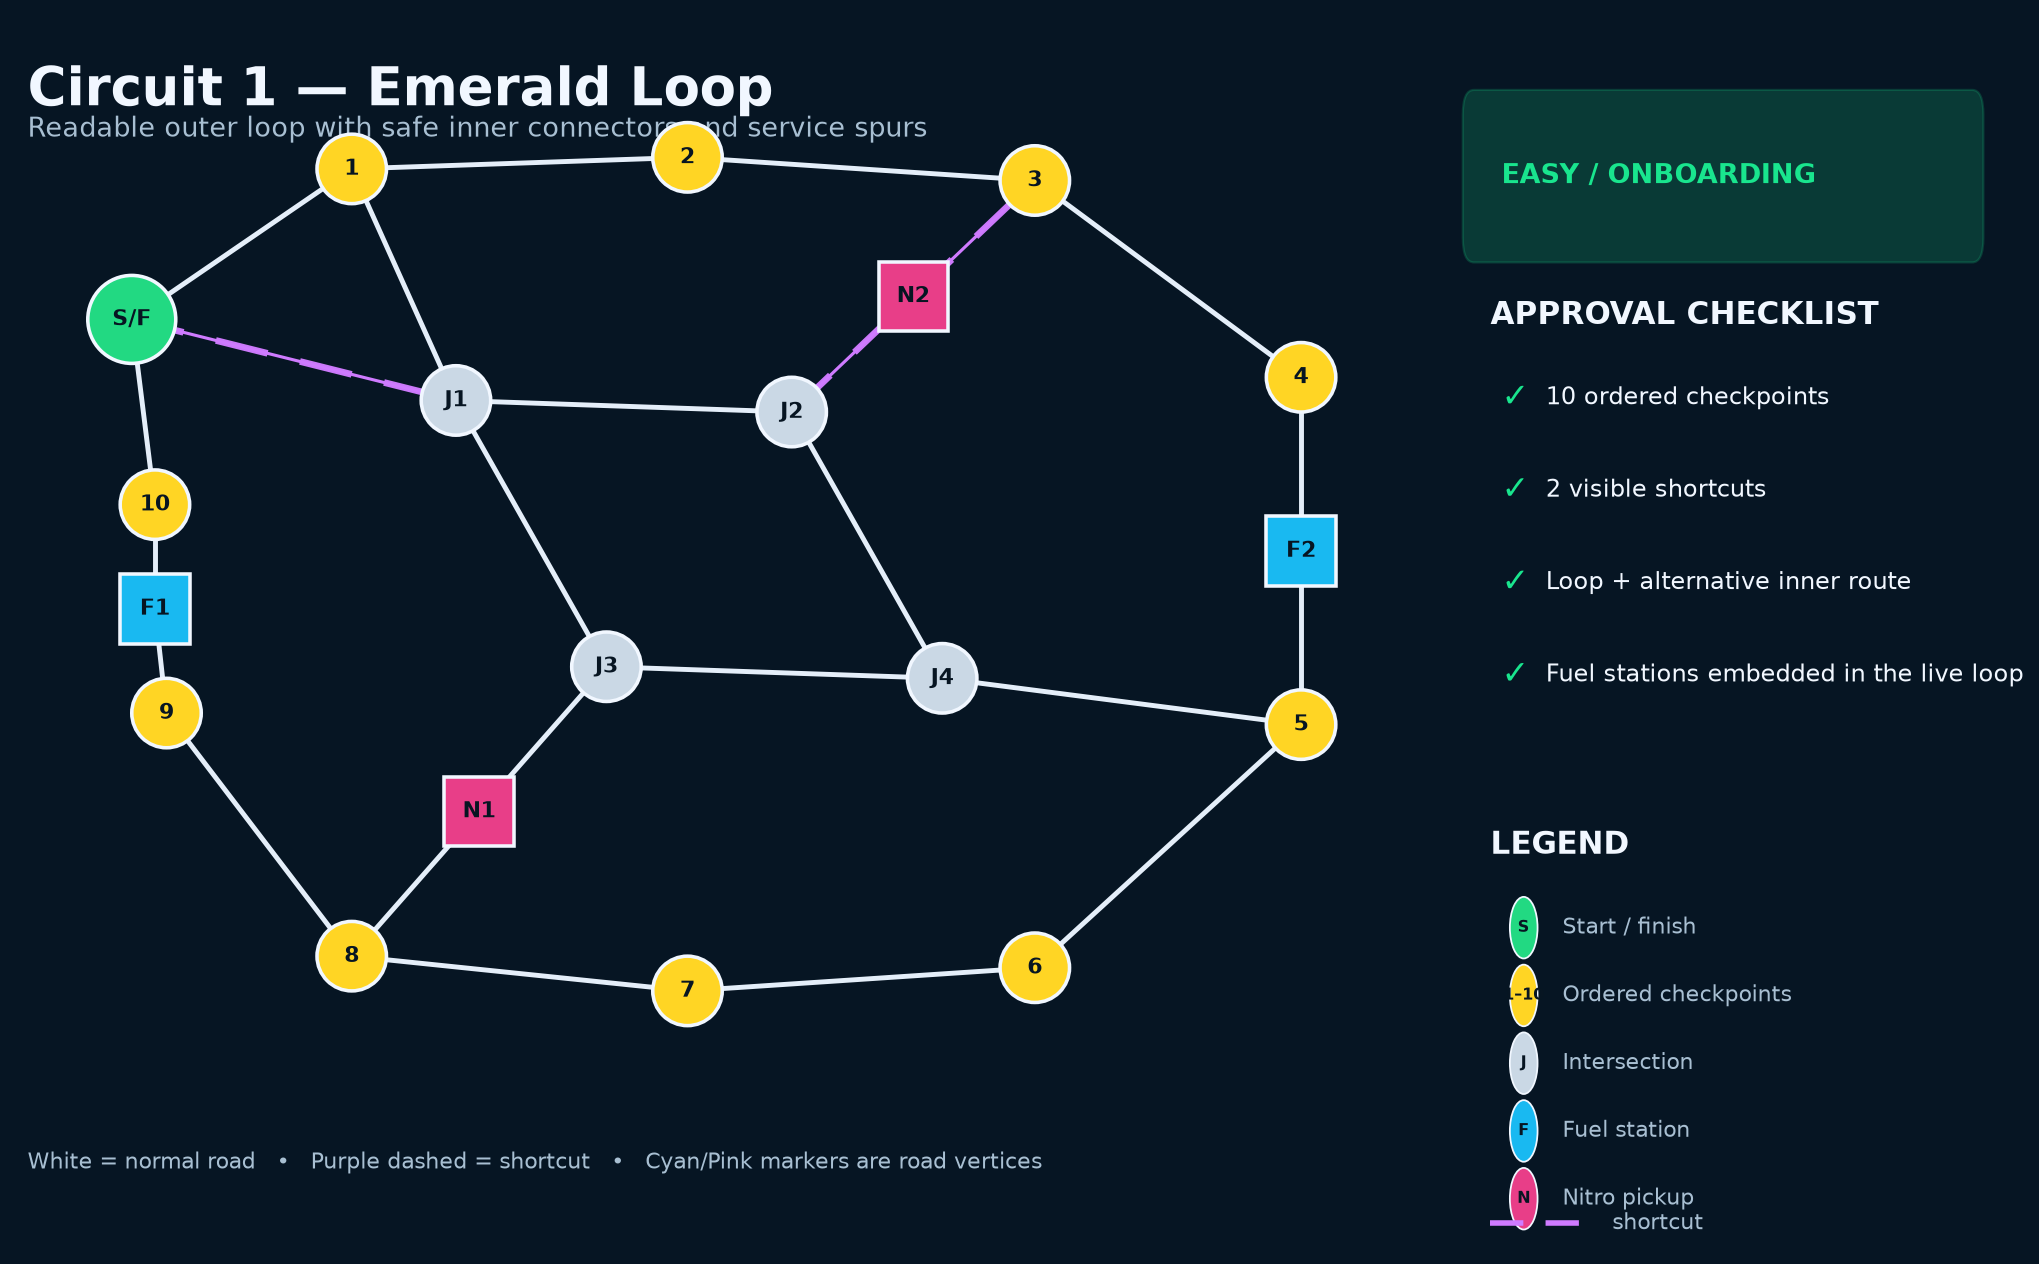 Circuit 1 — Emerald Loop
Readable outer loop with safe inner connectors and service spurs
1
2
3
S/F
N2
J1
J2
4
10
F2
F1
J3
J4
9
5
N1
8
7
6
White = normal road • Purple dashed = shortcut • Cyan/Pink markers are road vertices
EASY / ONBOARDING
APPROVAL CHECKLIST
✓ 10 ordered checkpoints
✓ 2 visible shortcuts
✓ Loop + alternative inner route
✓ Fuel stations embedded in the live loop
LEGEND
S Start / finish
1–10 Ordered checkpoints
J Intersection
F Fuel station
N Nitro pickup
shortcut